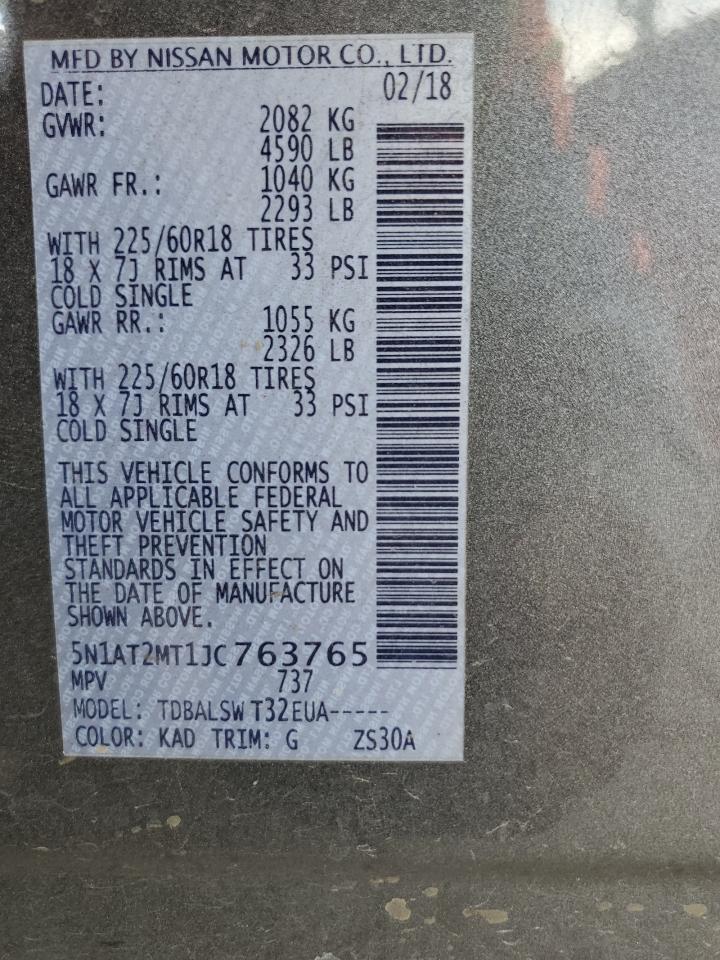 MFD BY NISSAN MOTOR CO., LTD.
DATE: 02/18
GVWR: 2082 KG
4590 LB
GAWR FR.: 1040 KG
2293 LB
WITH 225/60R18 TIRES
18 X 7J RIMS AT 33 PSI
COLD SINGLE
GAWR RR.: 1055 KG
2326 LB
WITH 225/60R18 TIRES
18 X 7J RIMS AT 33 PSI
COLD SINGLE
THIS VEHICLE CONFORMS TO
ALL APPLICABLE FEDERAL
MOTOR VEHICLE SAFETY AND
THEFT PREVENTION
STANDARDS IN EFFECT ON
THE DATE OF MANUFACTURE
SHOWN ABOVE.
5N1AT2MT1JC763765
MPV 737
MODEL: TDBALSW T32EUA-----
COLOR: KAD TRIM: G ZS30A